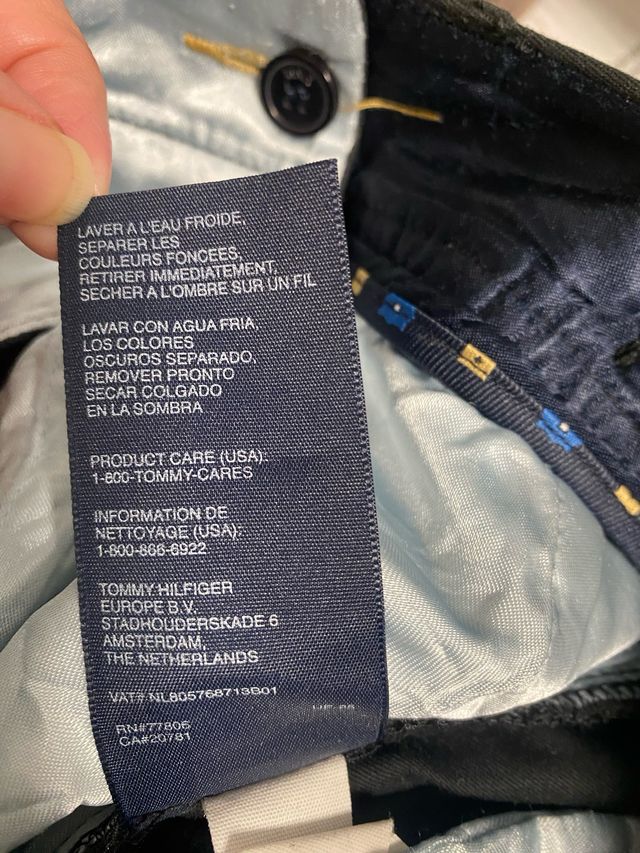 LAVER A L'EAU FROIDE,
SEPARER LES
COULEURS FONCEES,
RETIRER IMMEDIATEMENT,
SECHER A L'OMBRE SUR UN FIL
LAVAR CON AGUA FRIA,
LOS COLORES
OSCUROS SEPARADO,
REMOVER PRONTO
SECAR COLGADO
EN LA SOMBRA
PRODUCT CARE (USA):
1-800-TOMMY-CARES
INFORMATION DE
NETTOYAGE (USA):
1-800-866-6922
TOMMY HILFIGER
EUROPE B.V.
STADHOUDERSKADE 6
AMSTERDAM,
THE NETHERLANDS
VAT# NL805768713B01
RN#77806
CA#20781